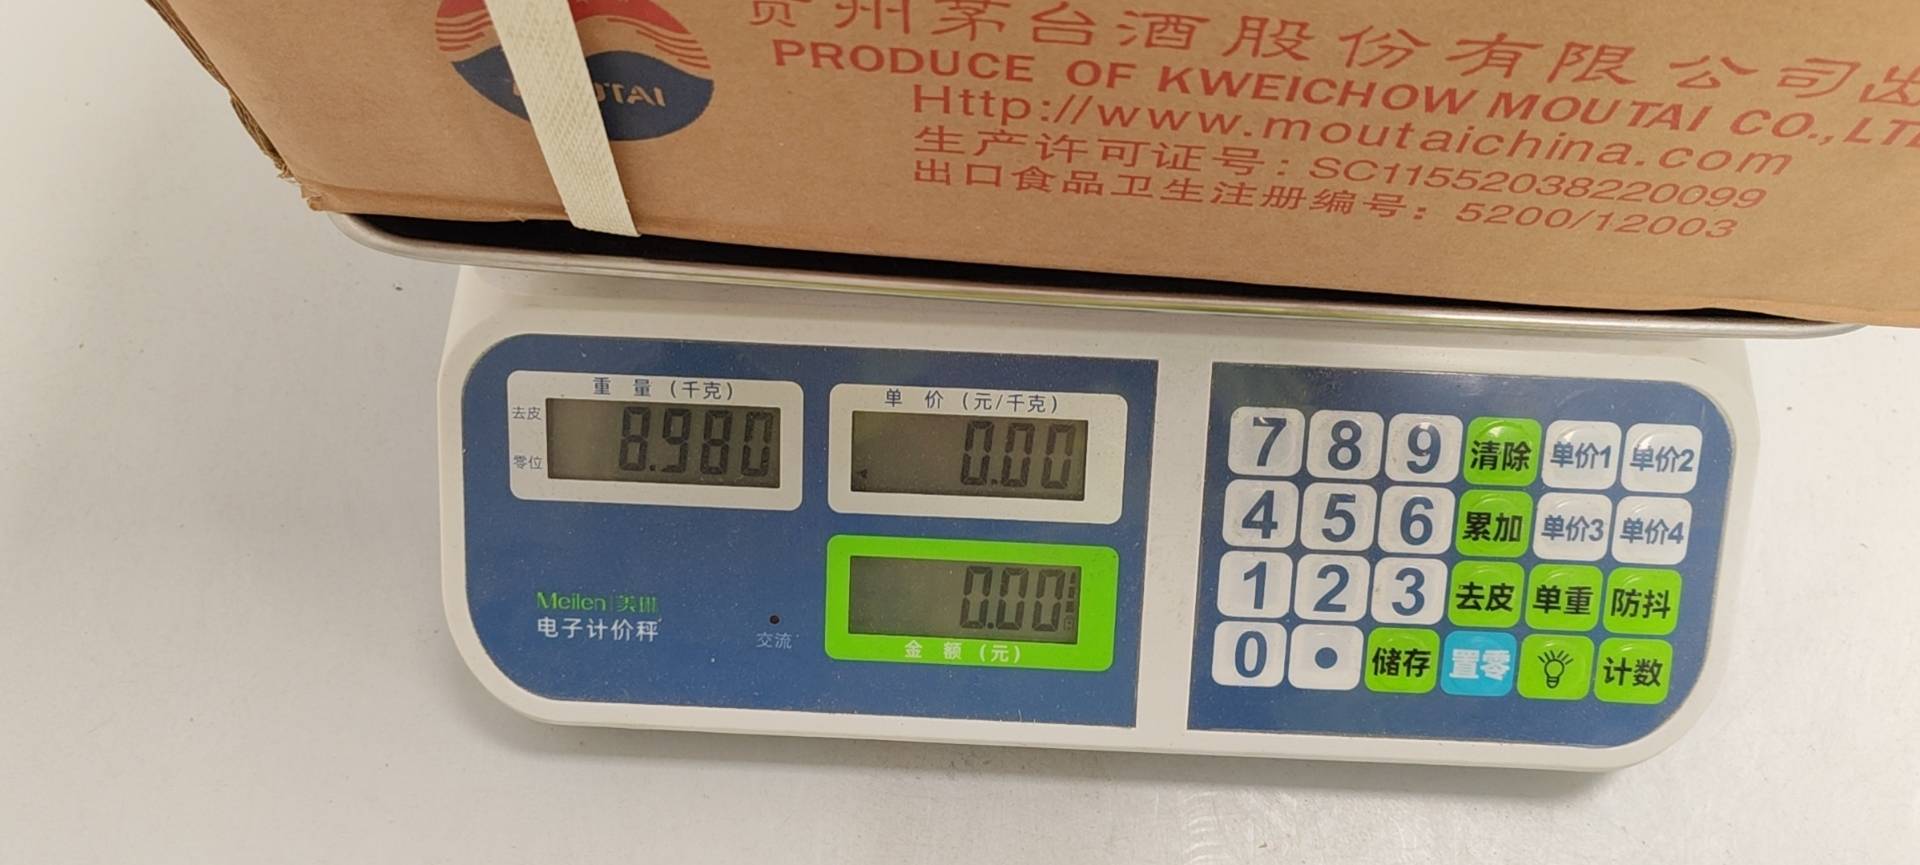 贵州茅台酒股份有限公司出
PRODUCE OF KWEICHOW MOUTAI CO.,LTD
Http://www.moutaichina.com
生产许可证号：SC11552038220099
出口食品卫生注册编号：5200/12003
重 量 (千克)
去皮
8.980
零位
单 价 (元/千克)
0.00
Meilen 美琳
电子计价秤
交流
0.00
金 额 (元)
7 8 9 清除 单价1 单价2
4 5 6 累加 单价3 单价4
1 2 3 去皮 单重 防抖
0 • 储存 置零 计数